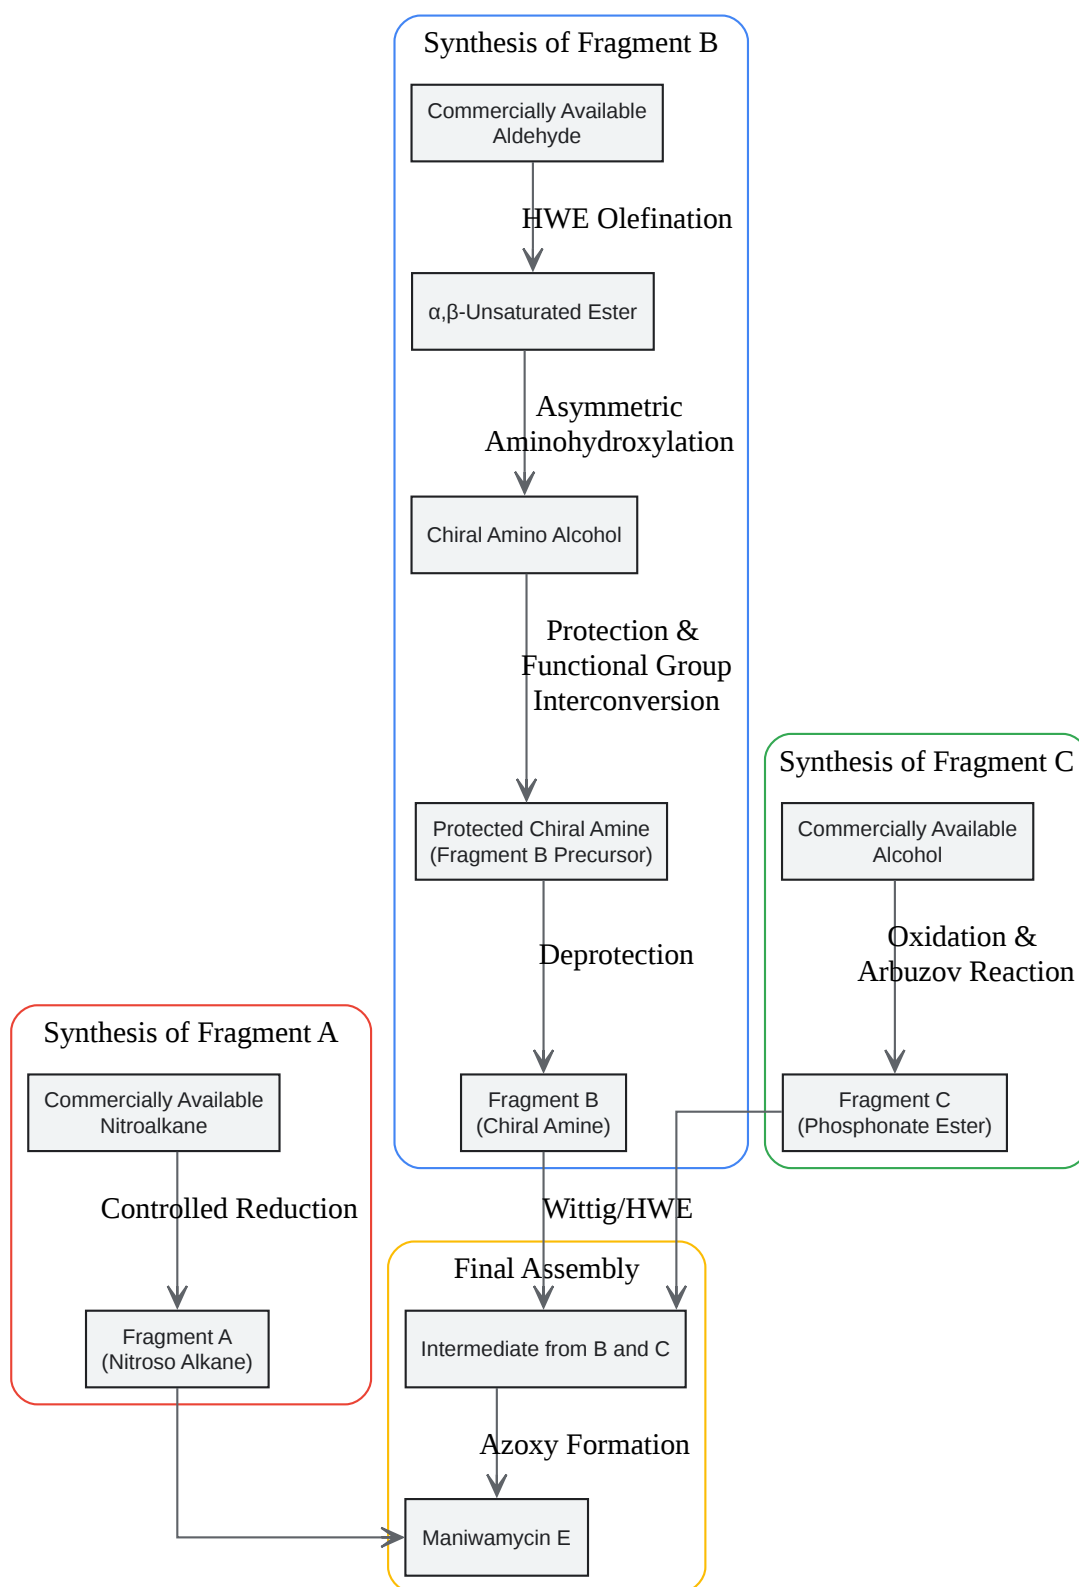 Synthesis of Fragment B
Commercially Available
Aldehyde
HWE Olefination
α,β-Unsaturated Ester
Asymmetric
Aminohydroxylation
Chiral Amino Alcohol
Protection &
Functional Group
Interconversion
Protected Chiral Amine
(Fragment B Precursor)
Deprotection
Fragment B
(Chiral Amine)
Synthesis of Fragment C
Commercially Available
Alcohol
Oxidation &
Arbuzov Reaction
Fragment C
(Phosphonate Ester)
Synthesis of Fragment A
Commercially Available
Nitroalkane
Controlled Reduction
Fragment A
(Nitroso Alkane)
Wittig/HWE
Final Assembly
Intermediate from B and C
Azoxy Formation
Maniwamycin E